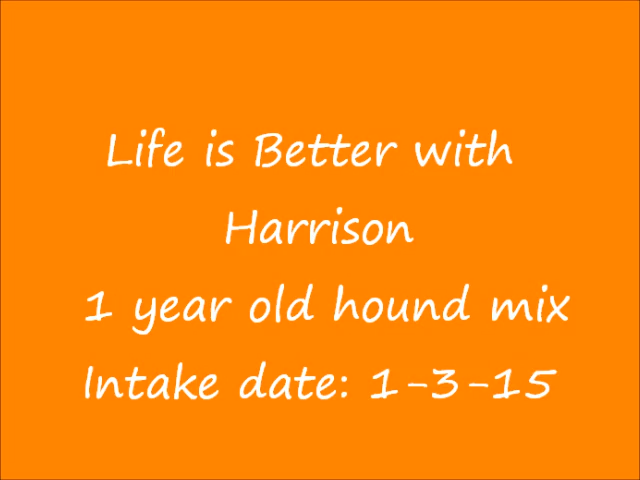 Life is Better with
Harrison
1 year old hound mix
Intake date: 1-3-15